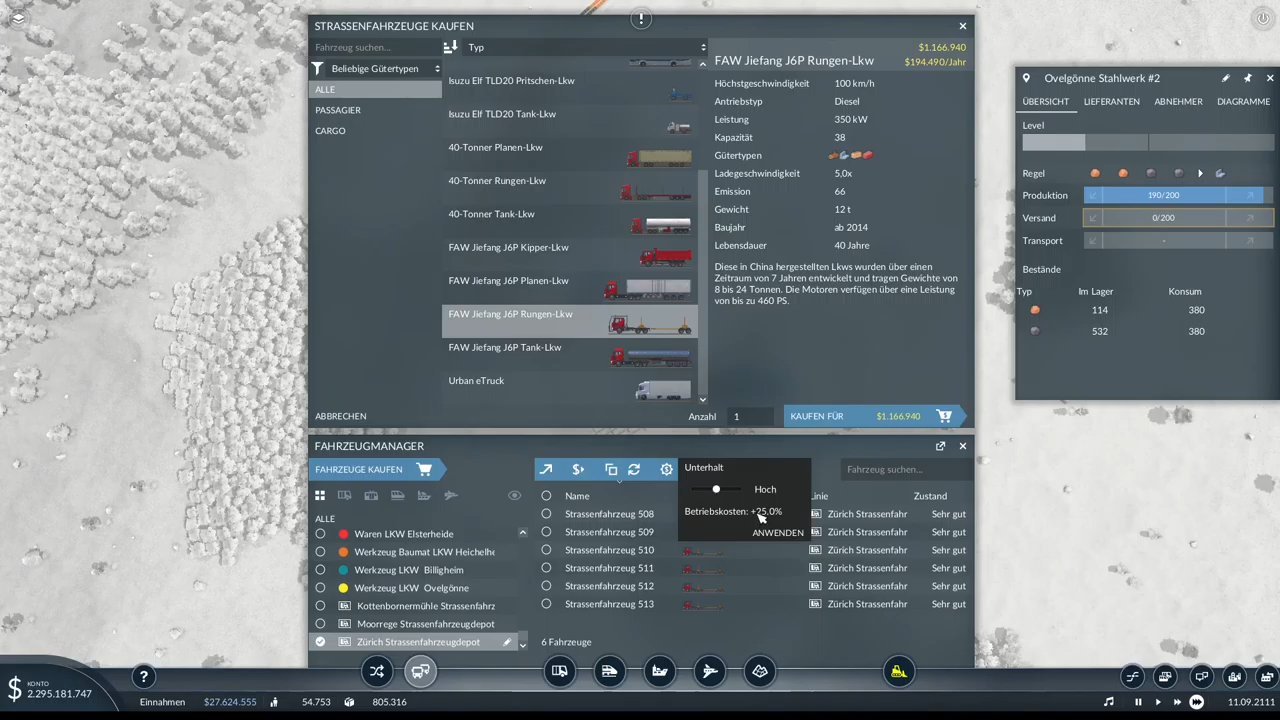 STRASSENFAHRZEUGE KAUFEN
Fahrzeug suchen...
Typ
Beliebige Gütertypen
ALLE
PASSAGIER
CARGO
Isuzu Elf TLD20 Pritschen-Lkw
Isuzu Elf TLD20 Tank-Lkw
40-Tonner Planen-Lkw
40-Tonner Rungen-Lkw
40-Tonner Tank-Lkw
FAW Jiefang J6P Kipper-Lkw
FAW Jiefang J6P Planen-Lkw
FAW Jiefang J6P Rungen-Lkw
FAW Jiefang J6P Tank-Lkw
Urban eTruck
$1.166.940
FAW Jiefang J6P Rungen-Lkw
$194.490/Jahr
Höchstgeschwindigkeit 100 km/h
Antriebstyp Diesel
Leistung 350 kW
Kapazität 38
Gütertypen
Ladegeschwindigkeit 5,0x
Emission 66
Gewicht 12 t
Baujahr ab 2014
Lebensdauer 40 Jahre
Diese in China hergestellten Lkws wurden über einen
Zeitraum von 7 Jahren entwickelt und tragen Gewichte von
8 bis 24 Tonnen. Die Motoren verfügen über eine Leistung
von bis zu 460 PS.
ABBRECHEN
Anzahl 1
KAUFEN FÜR $1.166.940
Ovelgönne Stahlwerk #2
ÜBERSICHT LIEFERANTEN ABNEHMER DIAGRAMME
Level
Regel
Produktion 190/200
Versand 0/200
Transport -
Bestände
Typ Im Lager Konsum
114 380
532 380
FAHRZEUGMANAGER
FAHRZEUGE KAUFEN
ALLE
Waren LKW Elsterheide
Werkzeug Baumat LKW Heichelhe
Werkzeug LKW Billigheim
Werkzeug LKW Ovelgönne
Kottenbornermühle Strassenfahrz
Moorrege Strassenfahrzeugdepot
Zürich Strassenfahrzeugdepot
Fahrzeug suchen...
Unterhalt
Hoch
Betriebskosten: +25.0%
ANWENDEN
Name Linie Zustand
Strassenfahrzeug 508 Zürich Strassenfahr Sehr gut
Strassenfahrzeug 509 Zürich Strassenfahr Sehr gut
Strassenfahrzeug 510 Zürich Strassenfahr Sehr gut
Strassenfahrzeug 511 Zürich Strassenfahr Sehr gut
Strassenfahrzeug 512 Zürich Strassenfahr Sehr gut
Strassenfahrzeug 513 Zürich Strassenfahr Sehr gut
6 Fahrzeuge
KONTO
2.295.181.747
Einnahmen $27.624.555 54.753 805.316
11.09.2111